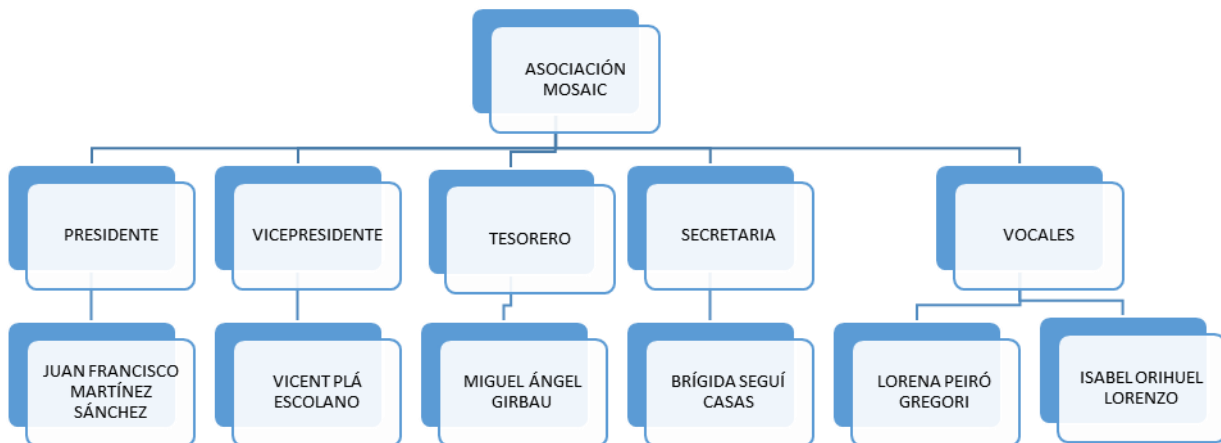 ASOCIACIÓN
MOSAIC
PRESIDENTE
VICEPRESIDENTE
TESORERO
SECRETARIA
VOCALES
JUAN FRANCISCO
MARTÍNEZ
SÁNCHEZ
VICENT PLÁ
ESCOLANO
MIGUEL ÁNGEL
GIRBAU
BRÍGIDA SEGUÍ
CASAS
LORENA PEIRÓ
GREGORI
ISABEL ORIHUEL
LORENZO